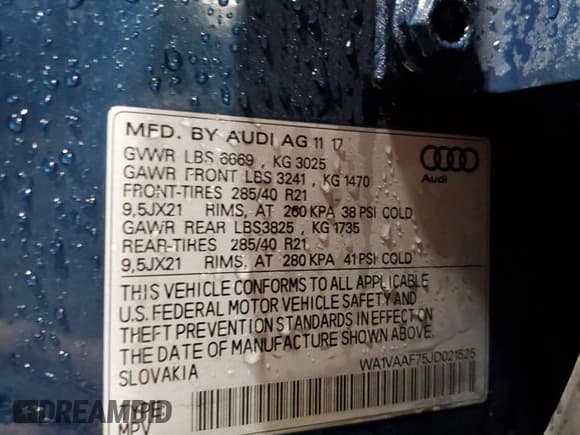 MFD. BY AUDI AG 11 17
GVWR LBS 6669 , KG 3025
GAWR FRONT LBS 3241 , KG 1470
FRONT-TIRES 285/40 R21
9,5JX21 RIMS, AT 260 KPA 38 PSI COLD
GAWR REAR LBS3825 , KG 1735
REAR-TIRES 285/40 R21
9,5JX21 RIMS, AT 280 KPA 41 PSI COLD
Audi
THIS VEHICLE CONFORMS TO ALL APPLICABLE
U.S. FEDERAL MOTOR VEHICLE SAFETY AND
THEFT PREVENTION STANDARDS IN EFFECT ON
THE DATE OF MANUFACTURE SHOWN ABOVE.
SLOVAKIA
WA1VAAF75JD021525
TYPE
MPV
DREAMBID